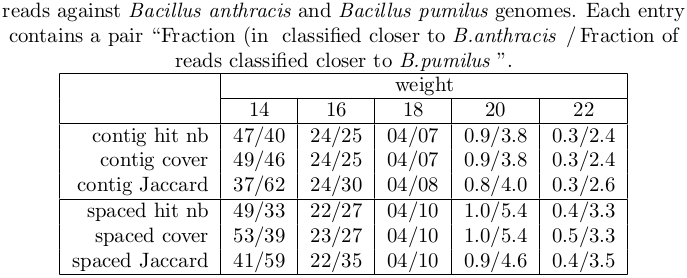 reads against Bacillus anthracis and Bacillus pumilus genomes. Each entry
contains a pair “Fraction (in classified closer to B.anthracis / Fraction of
reads classified closer to B.pumilus ”.
weight
14 16 18 20 22
contig hit nb 47/40 24/25 04/07 0.9/3.8 0.3/2.4
contig cover 49/46 24/25 04/07 0.9/3.8 0.3/2.4
contig Jaccard 37/62 24/30 04/08 0.8/4.0 0.3/2.6
spaced hit nb 49/33 22/27 04/10 1.0/5.4 0.4/3.3
spaced cover 53/39 23/27 04/10 1.0/5.4 0.5/3.3
spaced Jaccard 41/59 22/35 04/10 0.9/4.6 0.4/3.5